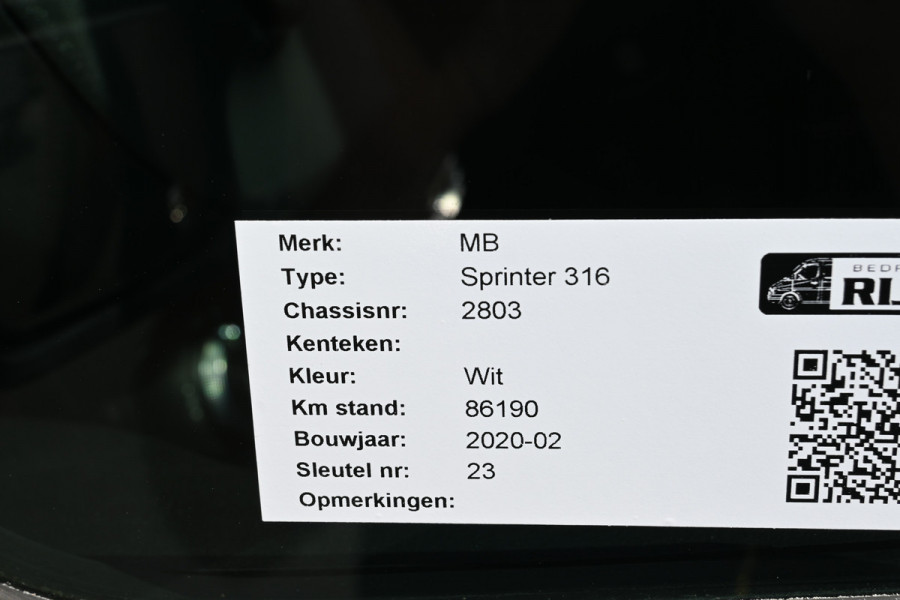 Merk: MB
Type: Sprinter 316
Chassisnr: 2803
Kenteken:
Kleur: Wit
Km stand: 86190
Bouwjaar: 2020-02
Sleutel nr: 23
Opmerkingen: